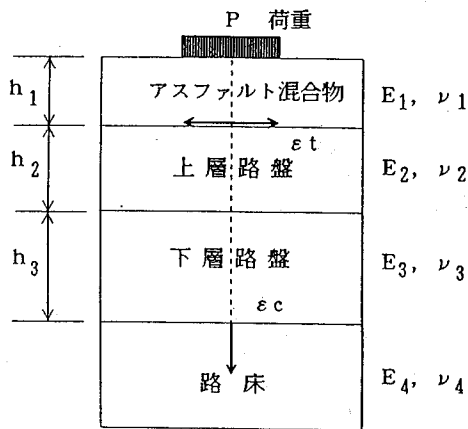 P 荷重
h₁ アスファルト混合物 E₁, ν₁
εt
h₂ 上層路盤 E₂, ν₂
h₃ 下層路盤 E₃, ν₃
εc
路床 E₄, ν₄